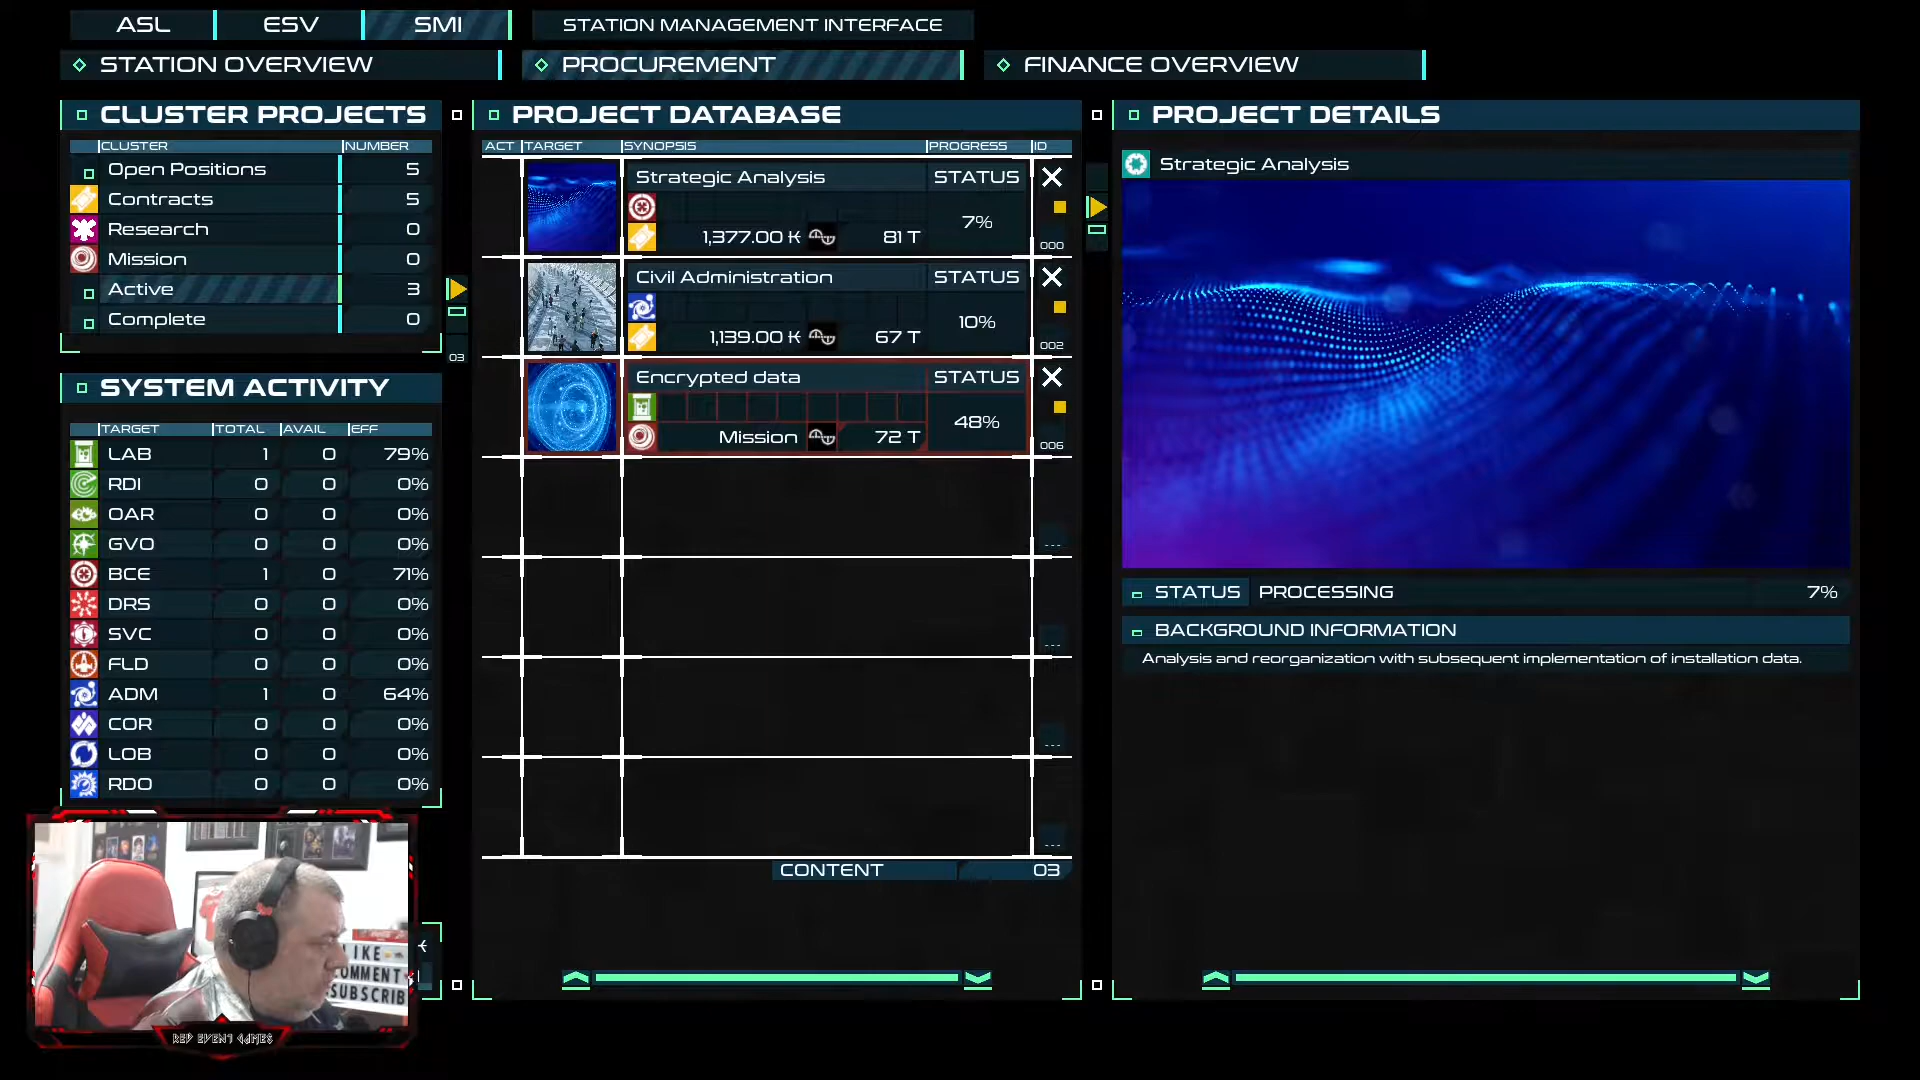 ASL ESV SMI STATION MANAGEMENT INTERFACE
STATION OVERVIEW PROCUREMENT FINANCE OVERVIEW
CLUSTER PROJECTS
CLUSTER NUMBER
Open Positions 5
Contracts 5
Research 0
Mission 0
Active 3
Complete 0
03
SYSTEM ACTIVITY
TARGET TOTAL AVAIL EFF
LAB 1 0 79%
RDI 0 0 0%
OAR 0 0 0%
GVO 0 0 0%
BCE 1 0 71%
DRS 0 0 0%
SVC 0 0 0%
FLD 0 0 0%
ADM 1 0 64%
COR 0 0 0%
LOB 0 0 0%
RDO 0 0 0%
PROJECT DATABASE
ACT TARGET SYNOPSIS PROGRESS ID
Strategic Analysis STATUS
7%
1,377.00 K 81 T
000
Civil Administration STATUS
10%
1,139.00 K 67 T
002
Encrypted data STATUS
48%
Mission 72 T
006
---
---
---
---
CONTENT 03
PROJECT DETAILS
Strategic Analysis
STATUS PROCESSING 7%
BACKGROUND INFORMATION
Analysis and reorganization with subsequent implementation of installation data.
LIKE
COMMENT
SUBSCRIB
RED EVENT GAMES